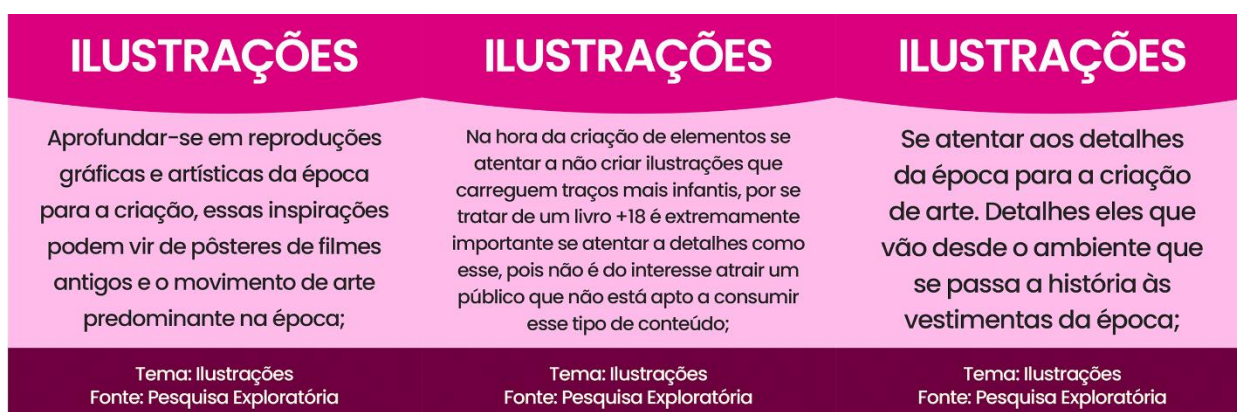 ILUSTRAÇÕES
Aprofundar-se em reproduções
gráficas e artísticas da época
para a criação, essas inspirações
podem vir de pôsteres de filmes
antigos e o movimento de arte
predominante na época;
Tema: Ilustrações
Fonte: Pesquisa Exploratória
ILUSTRAÇÕES
Na hora da criação de elementos se
atentar a não criar ilustrações que
carreguem traços mais infantis, por se
tratar de um livro +18 é extremamente
importante se atentar a detalhes como
esse, pois não é do interesse atrair um
público que não está apto a consumir
esse tipo de conteúdo;
Tema: Ilustrações
Fonte: Pesquisa Exploratória
ILUSTRAÇÕES
Se atentar aos detalhes
da época para a criação
de arte. Detalhes eles que
vão desde o ambiente que
se passa a história às
vestimentas da época;
Tema: Ilustrações
Fonte: Pesquisa Exploratória